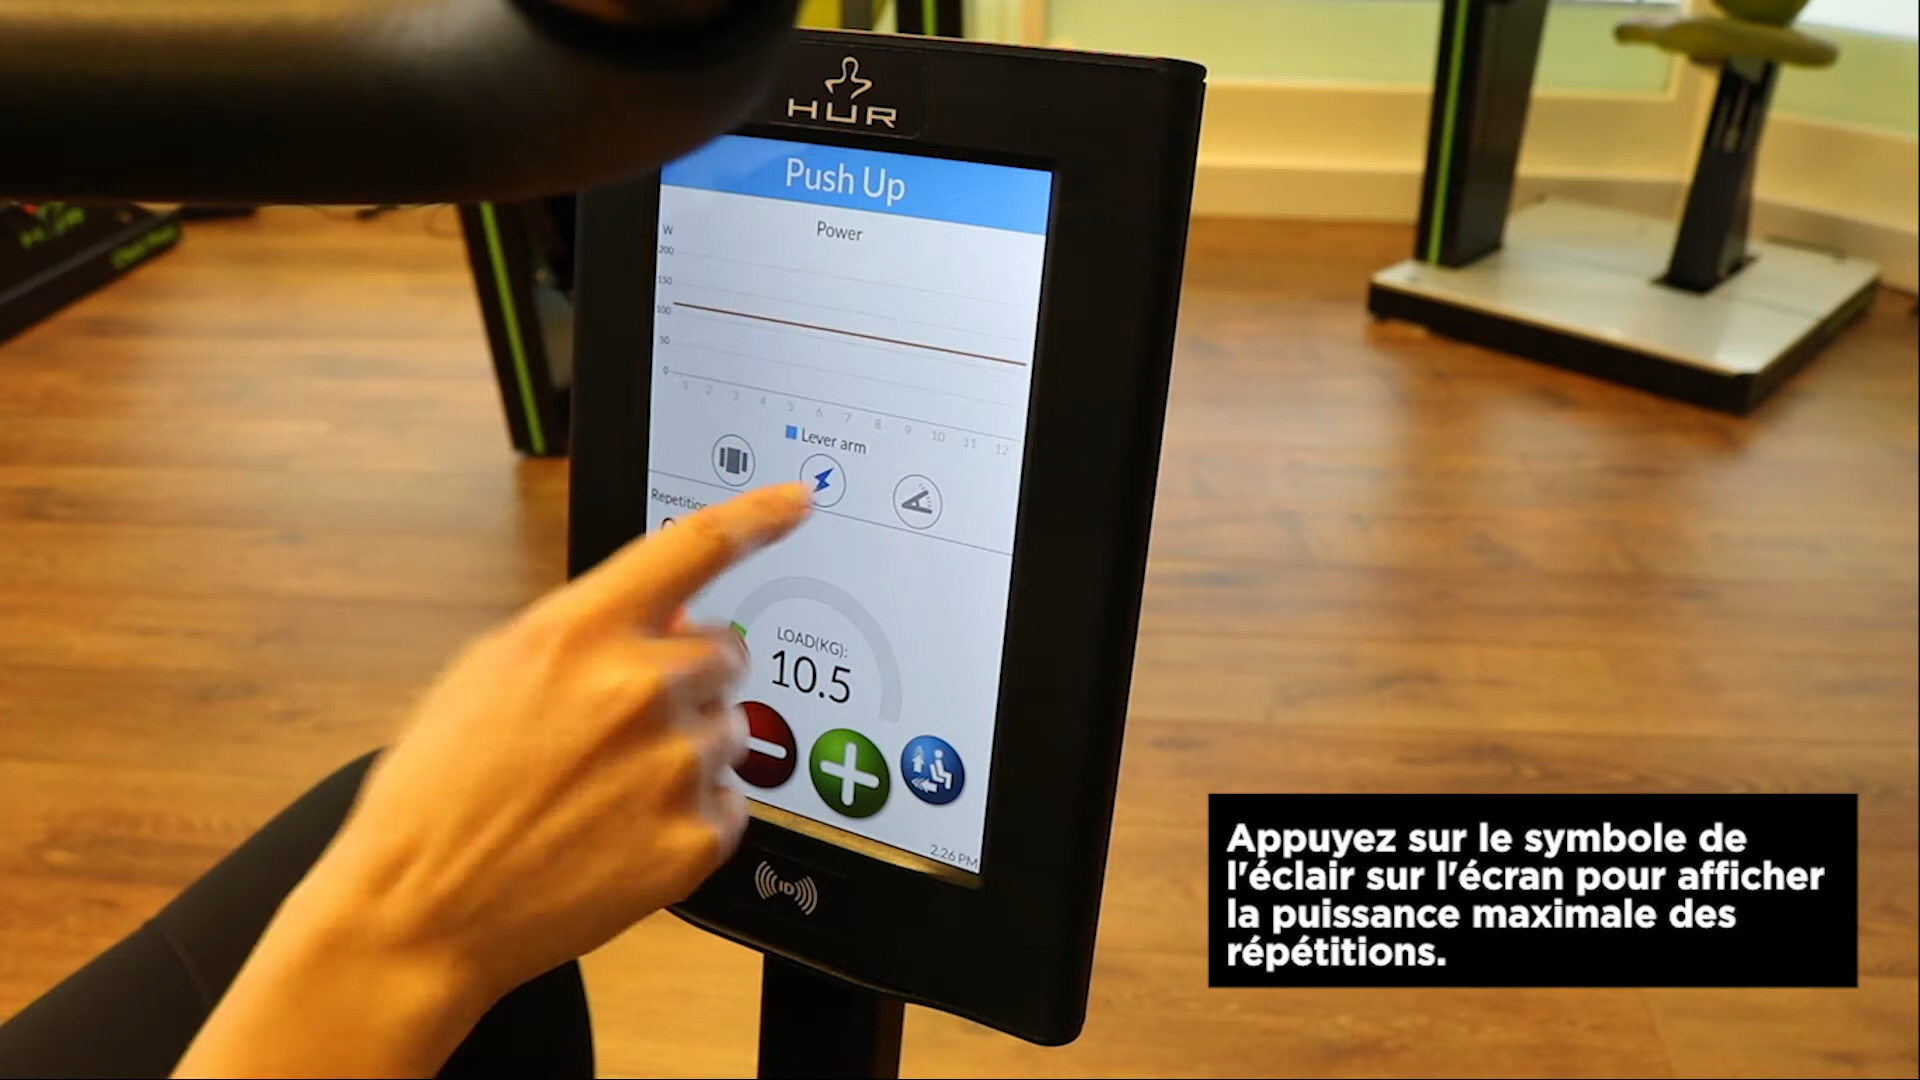 HUR
Push Up
Power
W
200
150
100
50
0
1 2 3 4 5 6 7 8 9 10 11 12
Lever arm
LOAD(KG):
10.5
2:26 PM
ID
Appuyez sur le symbole de
l'éclair sur l'écran pour afficher
la puissance maximale des
répétitions.